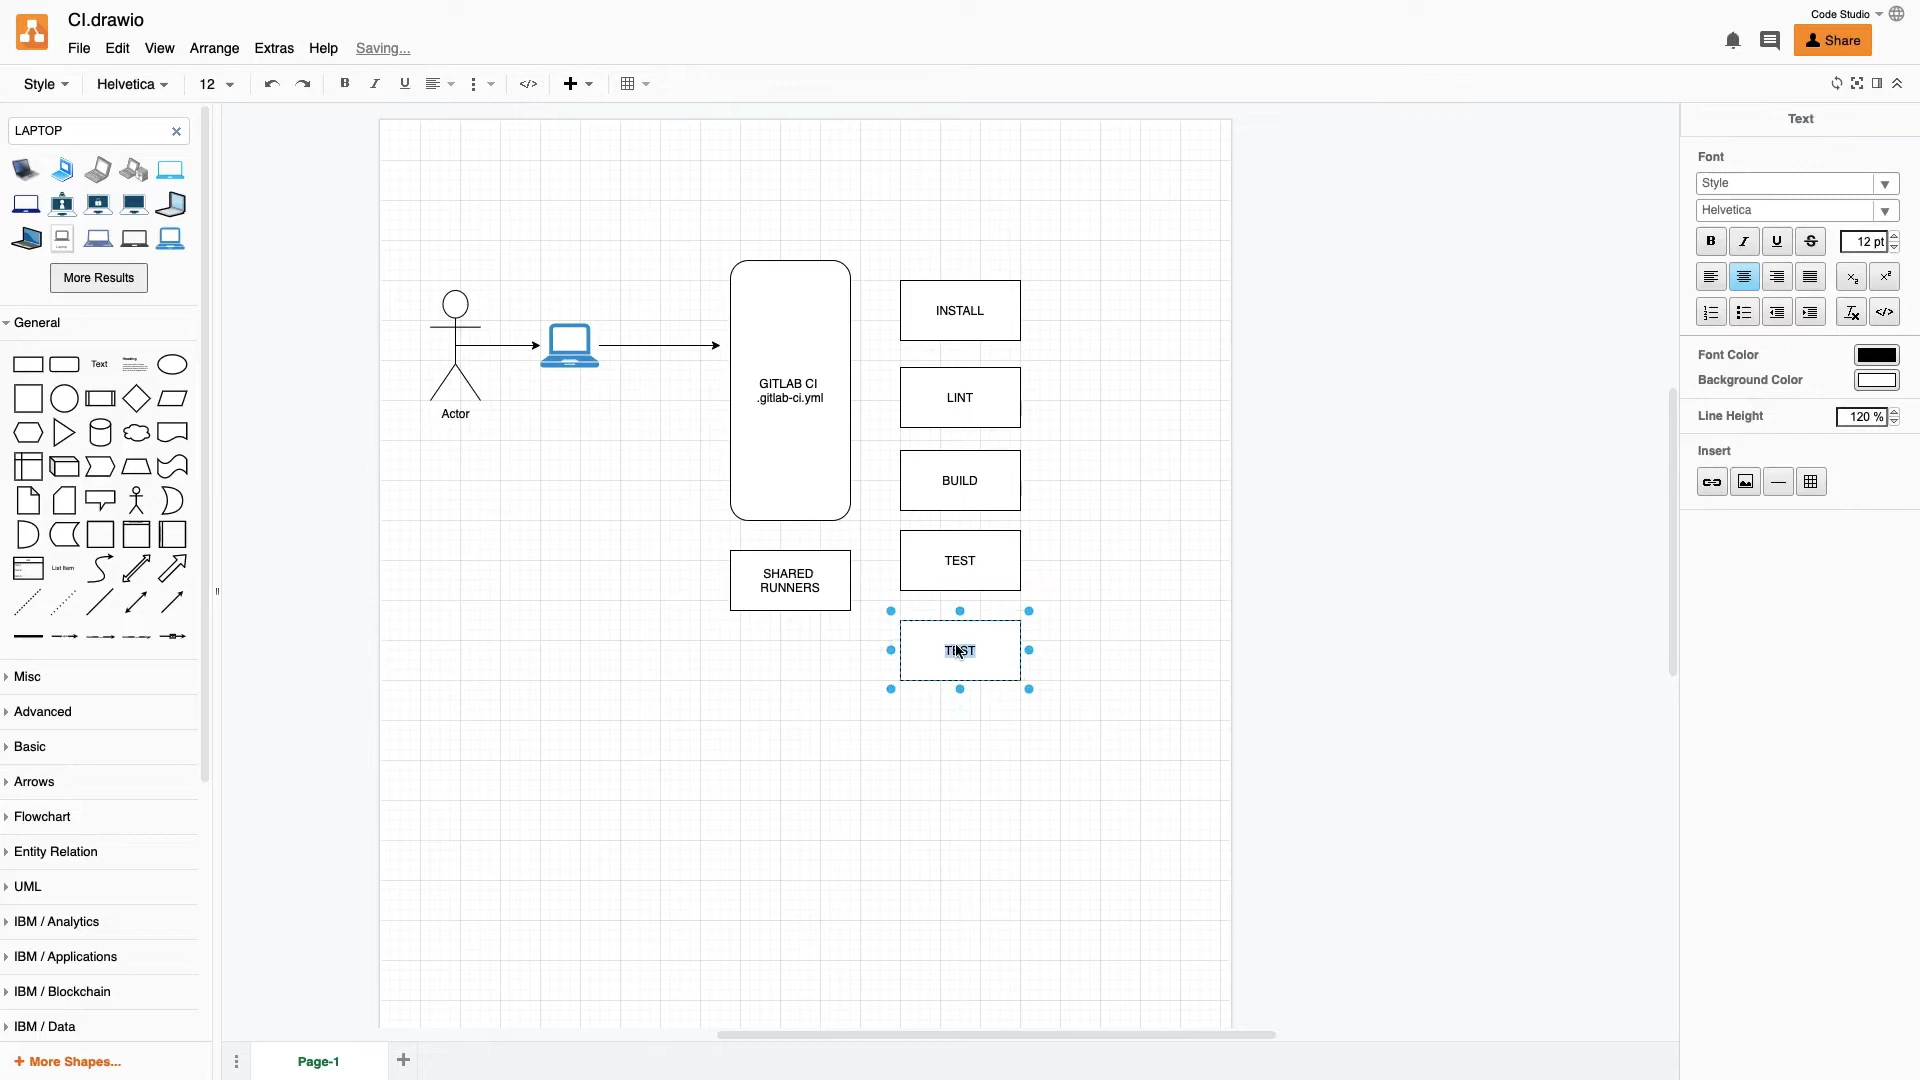 CI.drawio
Code Studio
File Edit View Arrange Extras Help Saving...
Share
Style Helvetica 12 B I U </>
LAPTOP
More Results
General
Text
Heading
List Item
Misc
Advanced
Basic
Arrows
Flowchart
Entity Relation
UML
IBM / Analytics
IBM / Applications
IBM / Blockchain
IBM / Data
+ More Shapes...
Actor
GITLAB CI
.gitlab-ci.yml
SHARED
RUNNERS
INSTALL
LINT
BUILD
TEST
TEST
Page-1
Text
Font
Style
Helvetica
B I U S 12 pt
Font Color
Background Color
Line Height 120 %
Insert